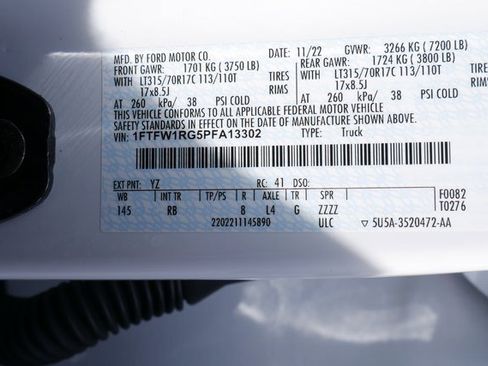 MFD. BY FORD MOTOR CO. 11/22 GVWR: 3266 KG ( 7200 LB)
FRONT GAWR: 1701 KG ( 3750 LB) REAR GAWR: 1724 KG ( 3800 LB)
WITH LT315/70R17C 113/110T TIRES WITH LT315/70R17C 113/110T TIRES
17x8.5J RIMS 17x8.5J RIMS
AT 260 kPa/ 38 PSI COLD AT 260 kPa/ 38 PSI COLD
THIS VEHICLE CONFORMS TO ALL APPLICABLE FEDERAL MOTOR VEHICLE
SAFETY STANDARDS IN EFFECT ON THE DATE OF MANUFACTURE SHOWN ABOVE.
VIN: 1FTFW1RG5PFA13302 TYPE: Truck
EXT PNT: YZ RC: 41 DSO: F0082
WB INT TR TP/PS R AXLE TR SPR T0276
145 RB 8 L4 G ZZZZ
2202211145890 ULC 5U5A-3520472-AA